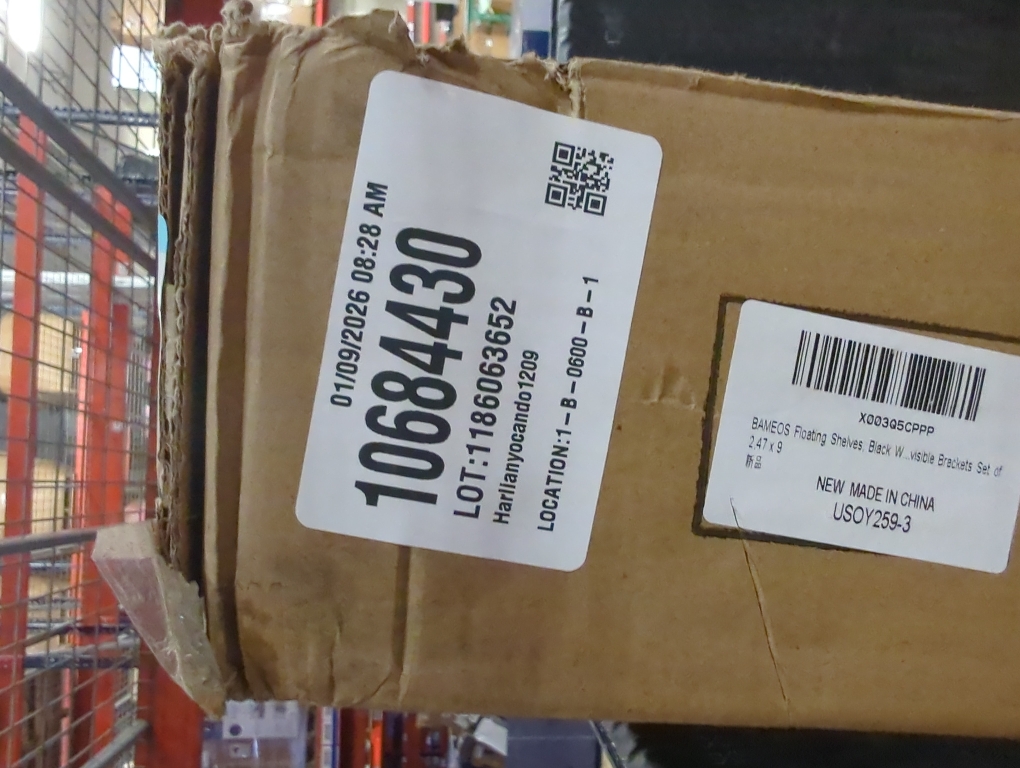 01/09/2026 08:28 AM
10684430
LOT:1186063652
Harlianyocando1209
LOCATION:1-B-0600-B-1
X003Q5CPPP
BAMEOS Floating Shelves, Black W...visible Brackets Set of
2.47 x 9
新品
NEW MADE IN CHINA
USOY259-3